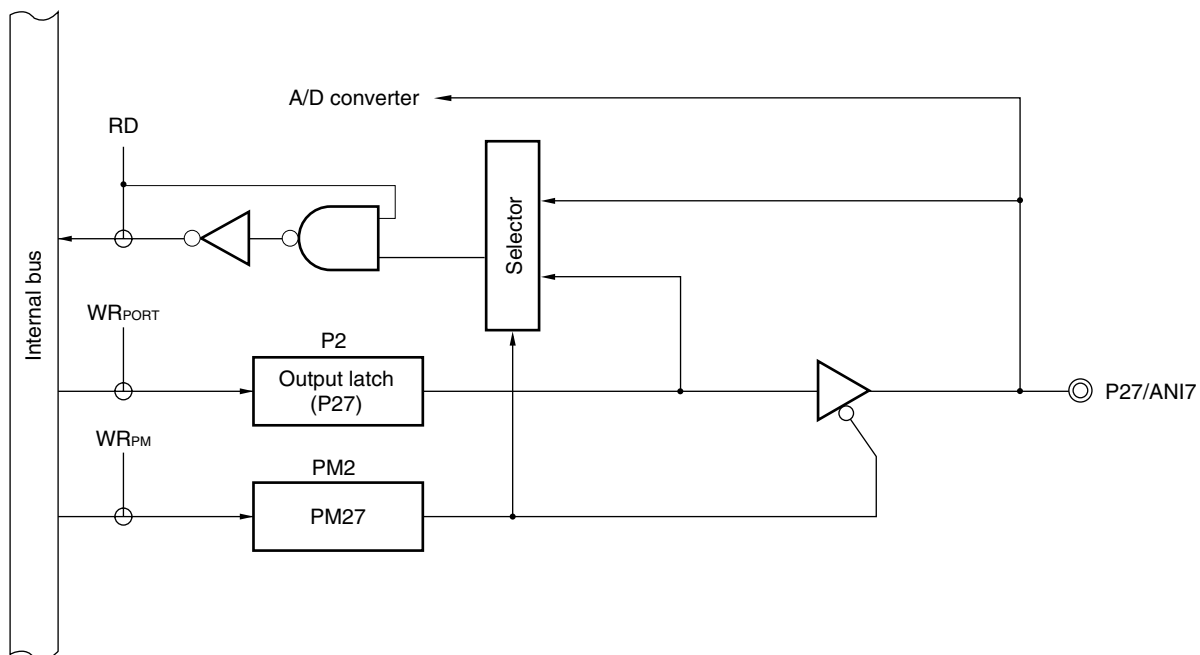 A/D converter
RD
Selector
Internal bus
WRPORT
P2
Output latch
(P27)
P27/ANI7
WRPM
PM2
PM27